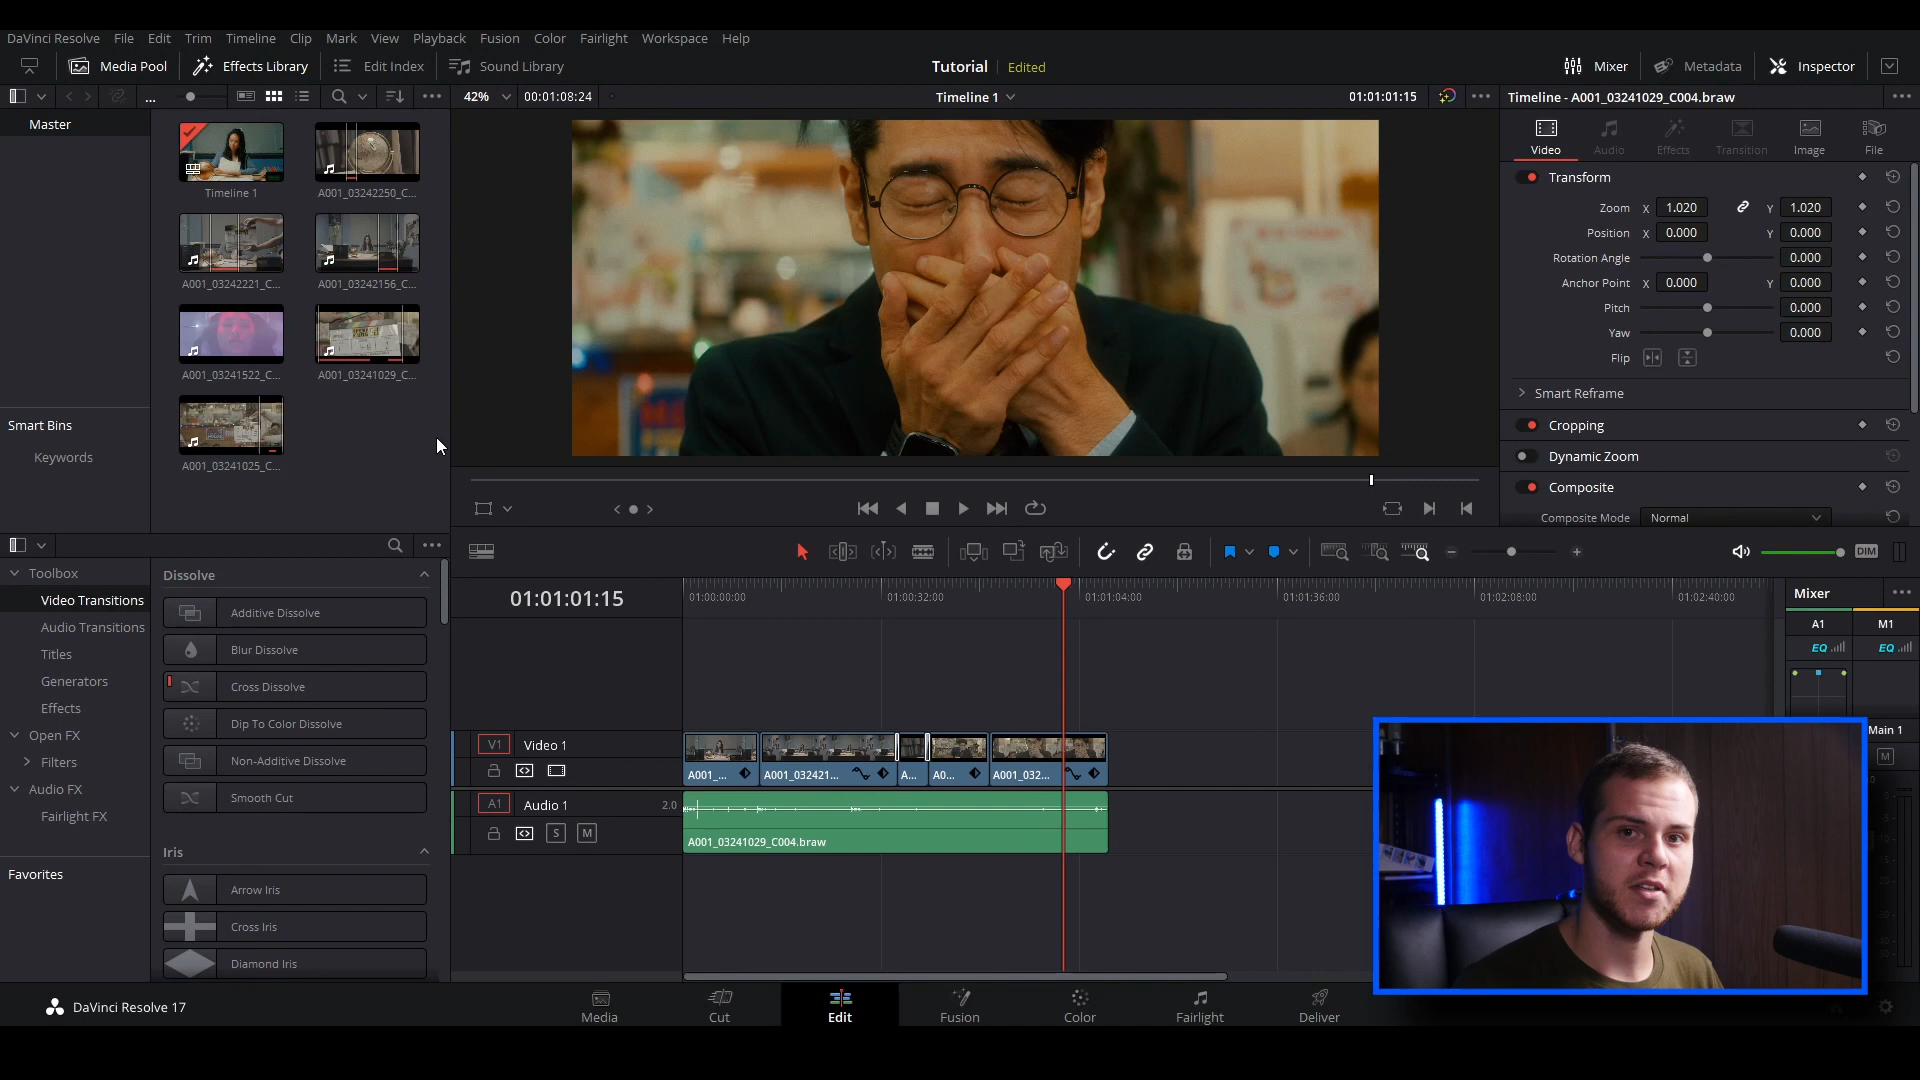 DaVinci Resolve File Edit Trim Timeline Clip Mark View Playback Fusion Color Fairlight Workspace Help
Media Pool Effects Library Edit Index Sound Library Tutorial Edited Mixer Metadata Inspector
... 42% 00:01:08:24 Timeline 1 01:01:01:15 Timeline - A001_03241029_C004.braw
Master
Timeline 1 A001_03242250_C...
A001_03242221_C... A001_03242156_C...
A001_03241522_C... A001_03241029_C...
A001_03241025_C...
Smart Bins
Keywords
Video Audio Effects Transition Image File
Transform
Zoom X 1.020 Y 1.020
Position X 0.000 Y 0.000
Rotation Angle 0.000
Anchor Point X 0.000 Y 0.000
Pitch 0.000
Yaw 0.000
Flip
Smart Reframe
Cropping
Dynamic Zoom
Composite
Composite Mode Normal
Toolbox
Video Transitions
Audio Transitions
Titles
Generators
Effects
Open FX
Filters
Audio FX
Fairlight FX
Favorites
Dissolve
Additive Dissolve
Blur Dissolve
Cross Dissolve
Dip To Color Dissolve
Non-Additive Dissolve
Smooth Cut
Iris
Arrow Iris
Cross Iris
Diamond Iris
DIM
01:01:01:15
01:00:00:00 01:00:32:00 01:01:04:00 01:01:36:00 01:02:08:00 01:02:40:00
V1 Video 1
A001_... A001_032421... A... A0... A001_032...
A1 Audio 1 2.0
S M
A001_03241029_C004.braw
Mixer
A1 M1
EQ EQ
Main 1
M
DaVinci Resolve 17
Media Cut Edit Fusion Color Fairlight Deliver